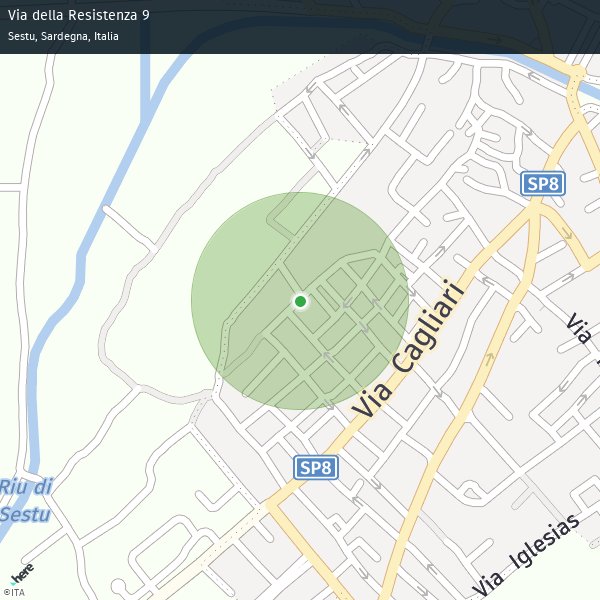 Via della Resistenza 9
Sestu, Sardegna, Italia
SP8
Via Cagliari
Via
SP8
Riu di
Sestu
Via Iglesias
here
©ITA